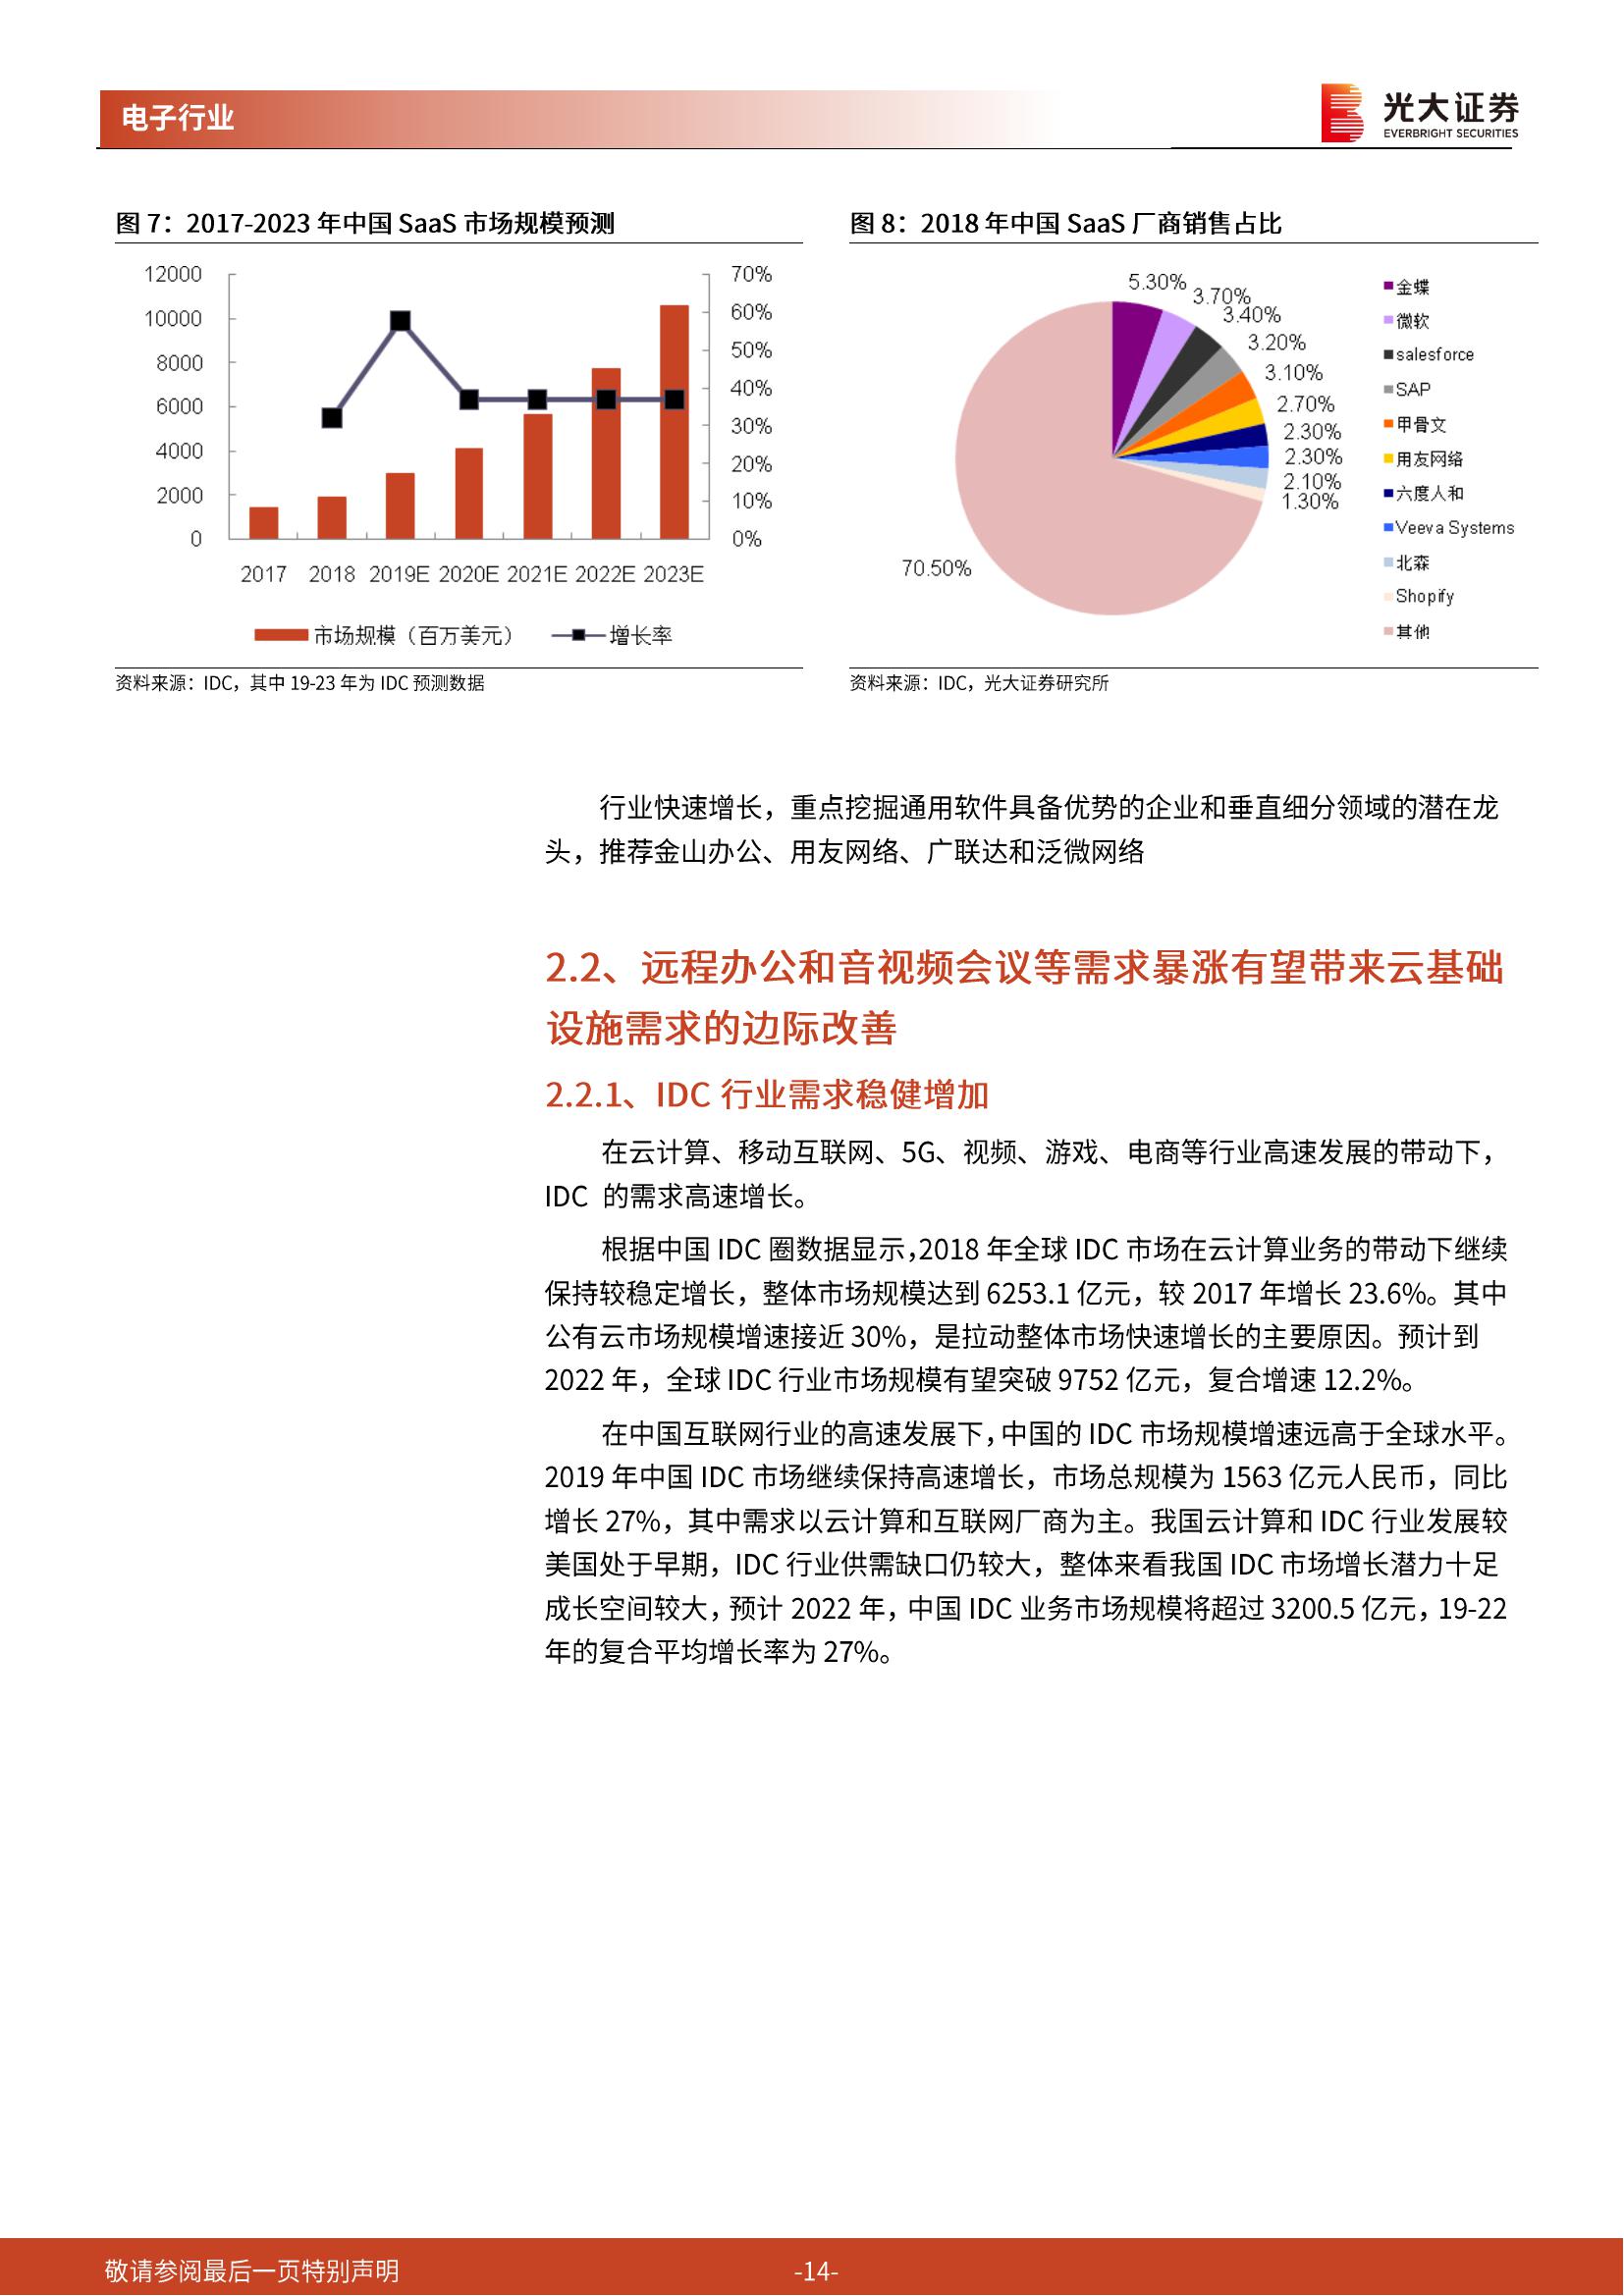 电子行业
光大证券
EVERBRIGHT SECURITIES
图 7：2017-2023 年中国 SaaS 市场规模预测
12000
10000
8000
6000
4000
2000
0
70%
60%
50%
40%
30%
20%
10%
0%
2017 2018 2019E 2020E 2021E 2022E 2023E
市场规模（百万美元） 增长率
资料来源：IDC，其中 19-23 年为 IDC 预测数据
图 8：2018 年中国 SaaS 厂商销售占比
5.30%
3.70%
3.40%
3.20%
3.10%
2.70%
2.30%
2.30%
2.10%
1.30%
70.50%
金蝶
微软
salesforce
SAP
甲骨文
用友网络
六度人和
Veeva Systems
北森
Shopify
其他
资料来源：IDC，光大证券研究所
行业快速增长，重点挖掘通用软件具备优势的企业和垂直细分领域的潜在龙
头，推荐金山办公、用友网络、广联达和泛微网络
2.2、远程办公和音视频会议等需求暴涨有望带来云基础
设施需求的边际改善
2.2.1、IDC 行业需求稳健增加
在云计算、移动互联网、5G、视频、游戏、电商等行业高速发展的带动下，
IDC 的需求高速增长。
根据中国 IDC 圈数据显示，2018 年全球 IDC 市场在云计算业务的带动下继续
保持较稳定增长，整体市场规模达到 6253.1 亿元，较 2017 年增长 23.6%。其中
公有云市场规模增速接近 30%，是拉动整体市场快速增长的主要原因。预计到
2022 年，全球 IDC 行业市场规模有望突破 9752 亿元，复合增速 12.2%。
在中国互联网行业的高速发展下，中国的 IDC 市场规模增速远高于全球水平。
2019 年中国 IDC 市场继续保持高速增长，市场总规模为 1563 亿元人民币，同比
增长 27%，其中需求以云计算和互联网厂商为主。我国云计算和 IDC 行业发展较
美国处于早期，IDC 行业供需缺口仍较大，整体来看我国 IDC 市场增长潜力十足
成长空间较大，预计 2022 年，中国 IDC 业务市场规模将超过 3200.5 亿元，19-22
年的复合平均增长率为 27%。
敬请参阅最后一页特别声明
-14-